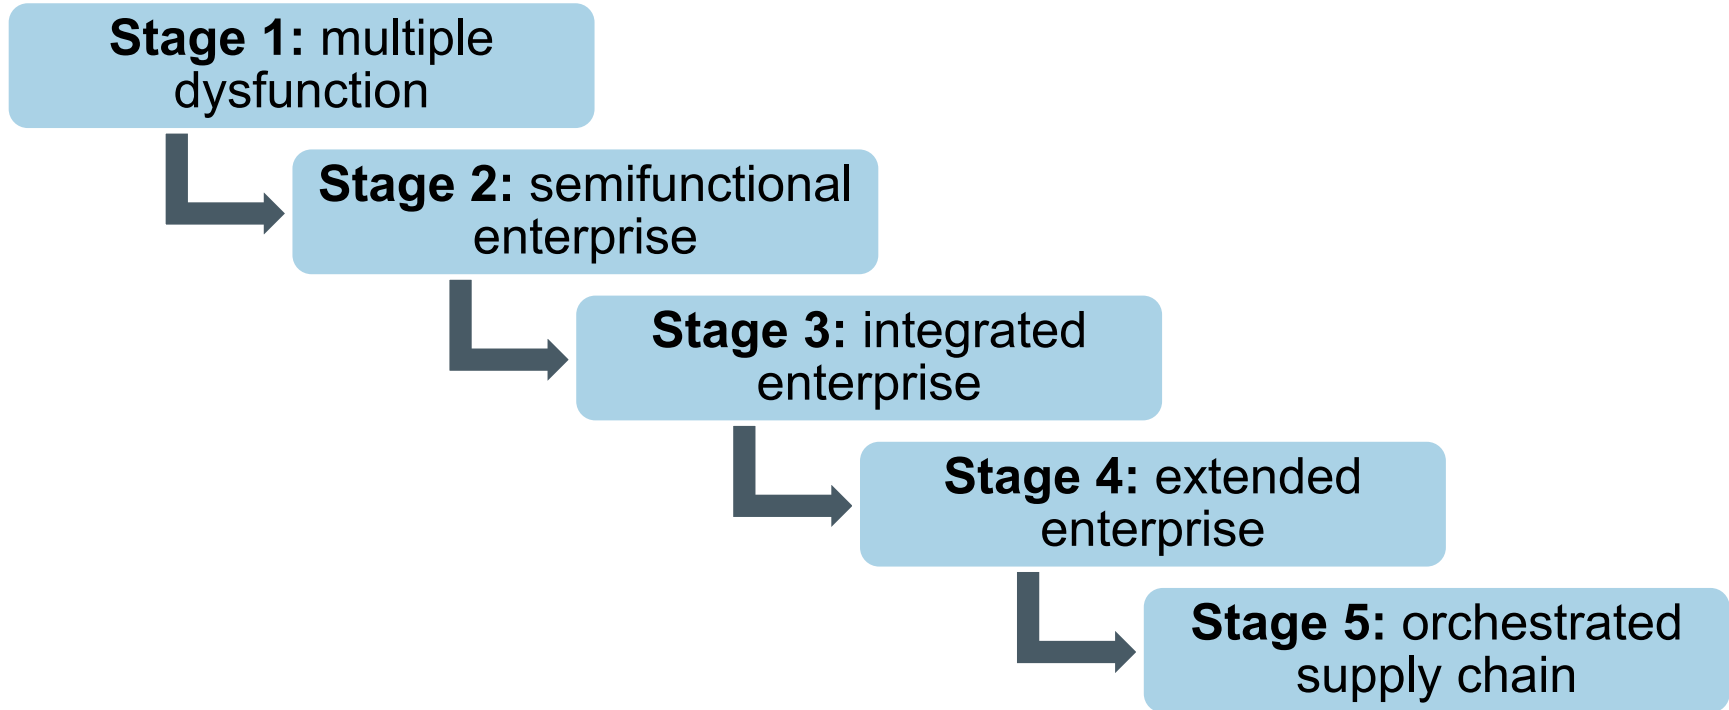 Stage 1: multiple
dysfunction
Stage 2: semifunctional
enterprise
Stage 3: integrated
enterprise
Stage 4: extended
enterprise
Stage 5: orchestrated
supply chain